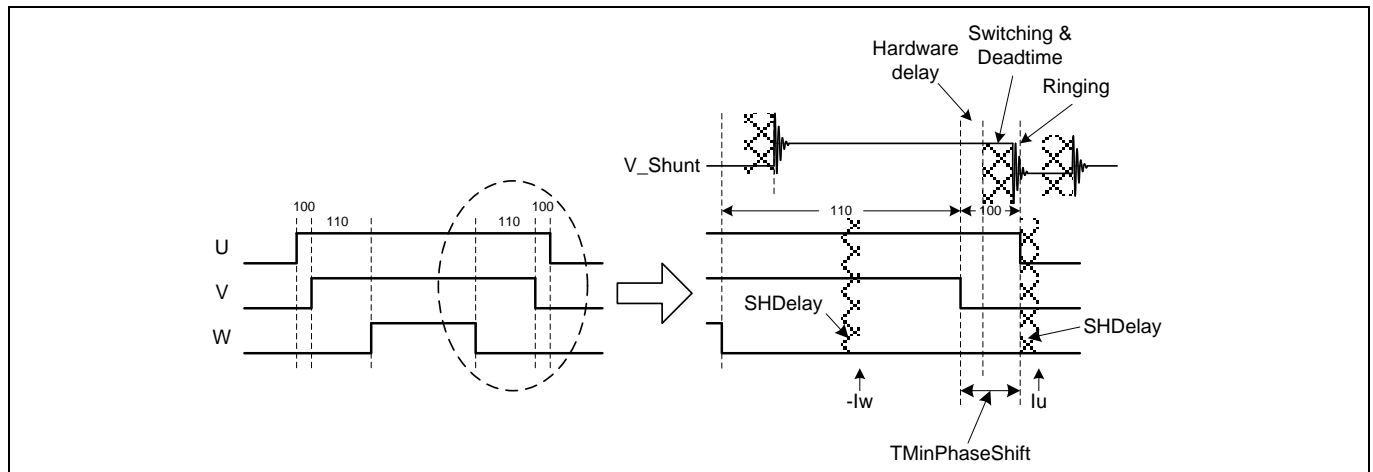 Switching &
Deadtime
Hardware
delay
Ringing
V_Shunt
110
100
100
110
110
100
U
V
W
SHDelay
SHDelay
-Iw
Iu
TMinPhaseShift